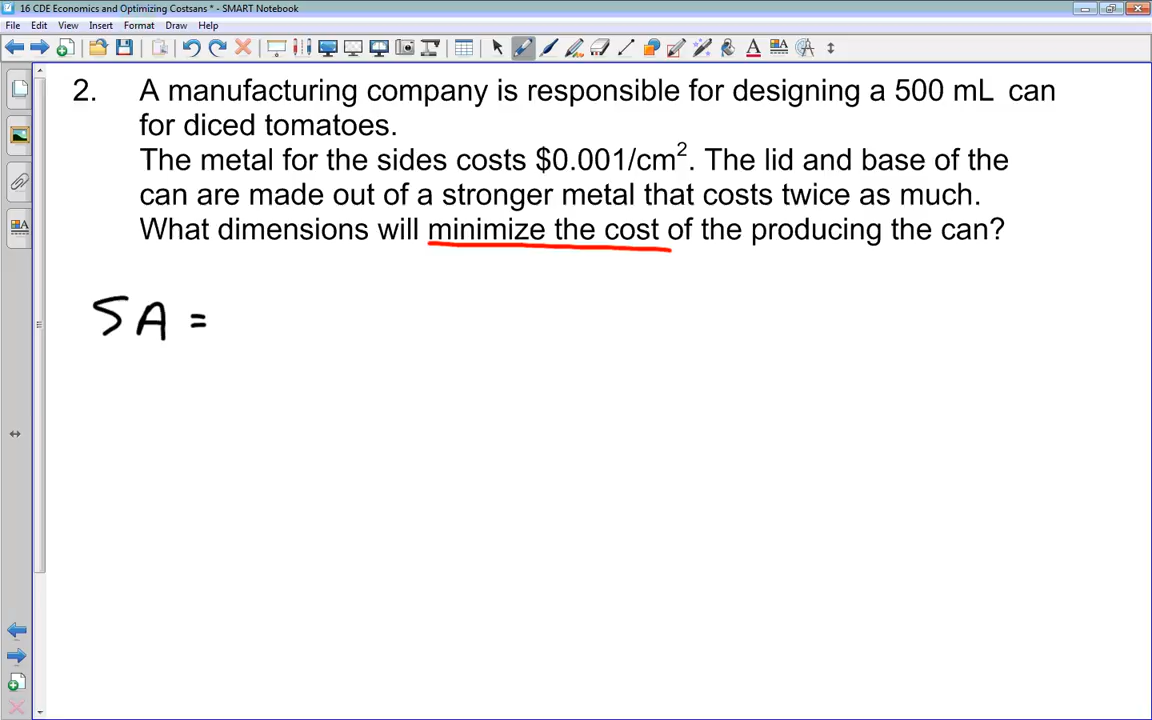 16 CDE Economics and Optimizing Costsans * - SMART Notebook
File Edit View Insert Format Tools Draw Help
2. A manufacturing company is responsible for designing a 500 mL can
for diced tomatoes.
The metal for the sides costs $0.001/cm². The lid and base of the
can are made out of a stronger metal that costs twice as much.
What dimensions will minimize the cost of the producing the can?
SA =